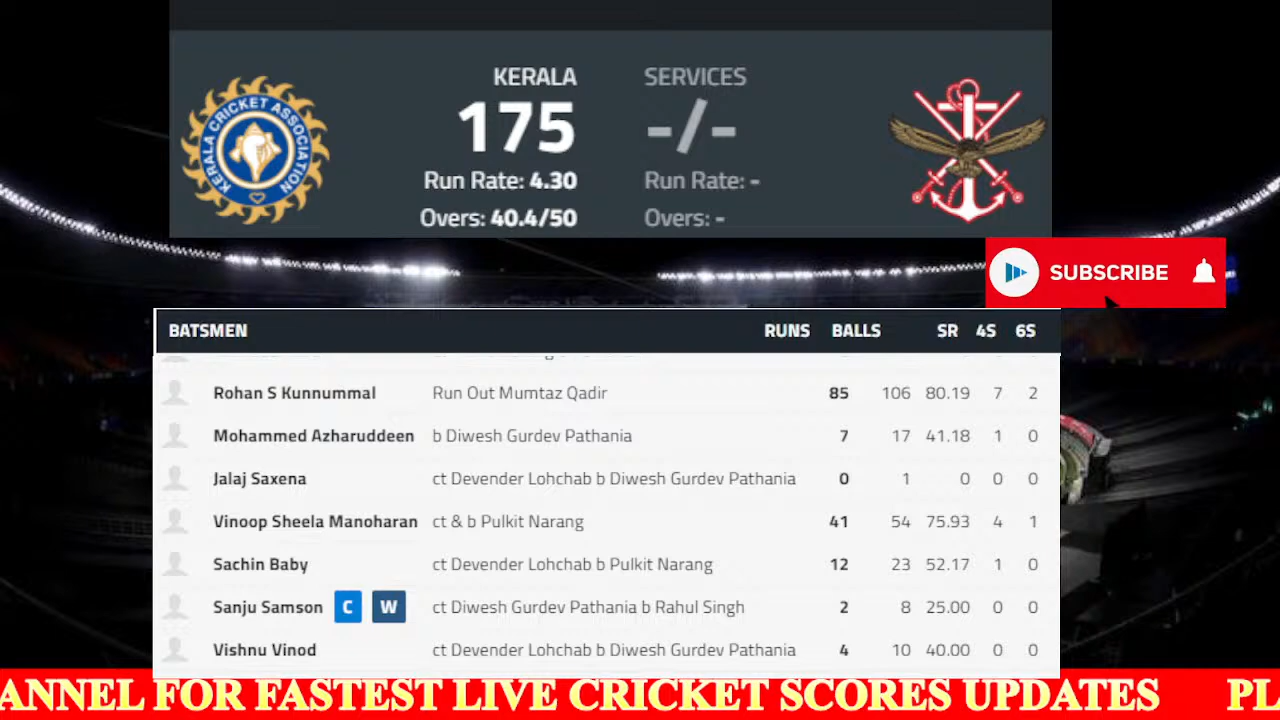 KERALA
SERVICES
175
-/-
Run Rate: 4.30
Run Rate: -
Overs: 40.4/50
Overs: -
KERALA CRICKET ASSOCIATION
SUBSCRIBE
BATSMEN RUNS BALLS SR 4S 6S
Rohan S Kunnummal Run Out Mumtaz Qadir 85 106 80.19 7 2
Mohammed Azharuddeen b Diwesh Gurdev Pathania 7 17 41.18 1 0
Jalaj Saxena ct Devender Lohchab b Diwesh Gurdev Pathania 0 1 0 0 0
Vinoop Sheela Manoharan ct & b Pulkit Narang 41 54 75.93 4 1
Sachin Baby ct Devender Lohchab b Pulkit Narang 12 23 52.17 1 0
Sanju Samson C W ct Diwesh Gurdev Pathania b Rahul Singh 2 8 25.00 0 0
Vishnu Vinod ct Devender Lohchab b Diwesh Gurdev Pathania 4 10 40.00 0 0
ANNEL FOR FASTEST LIVE CRICKET SCORES UPDATES PL